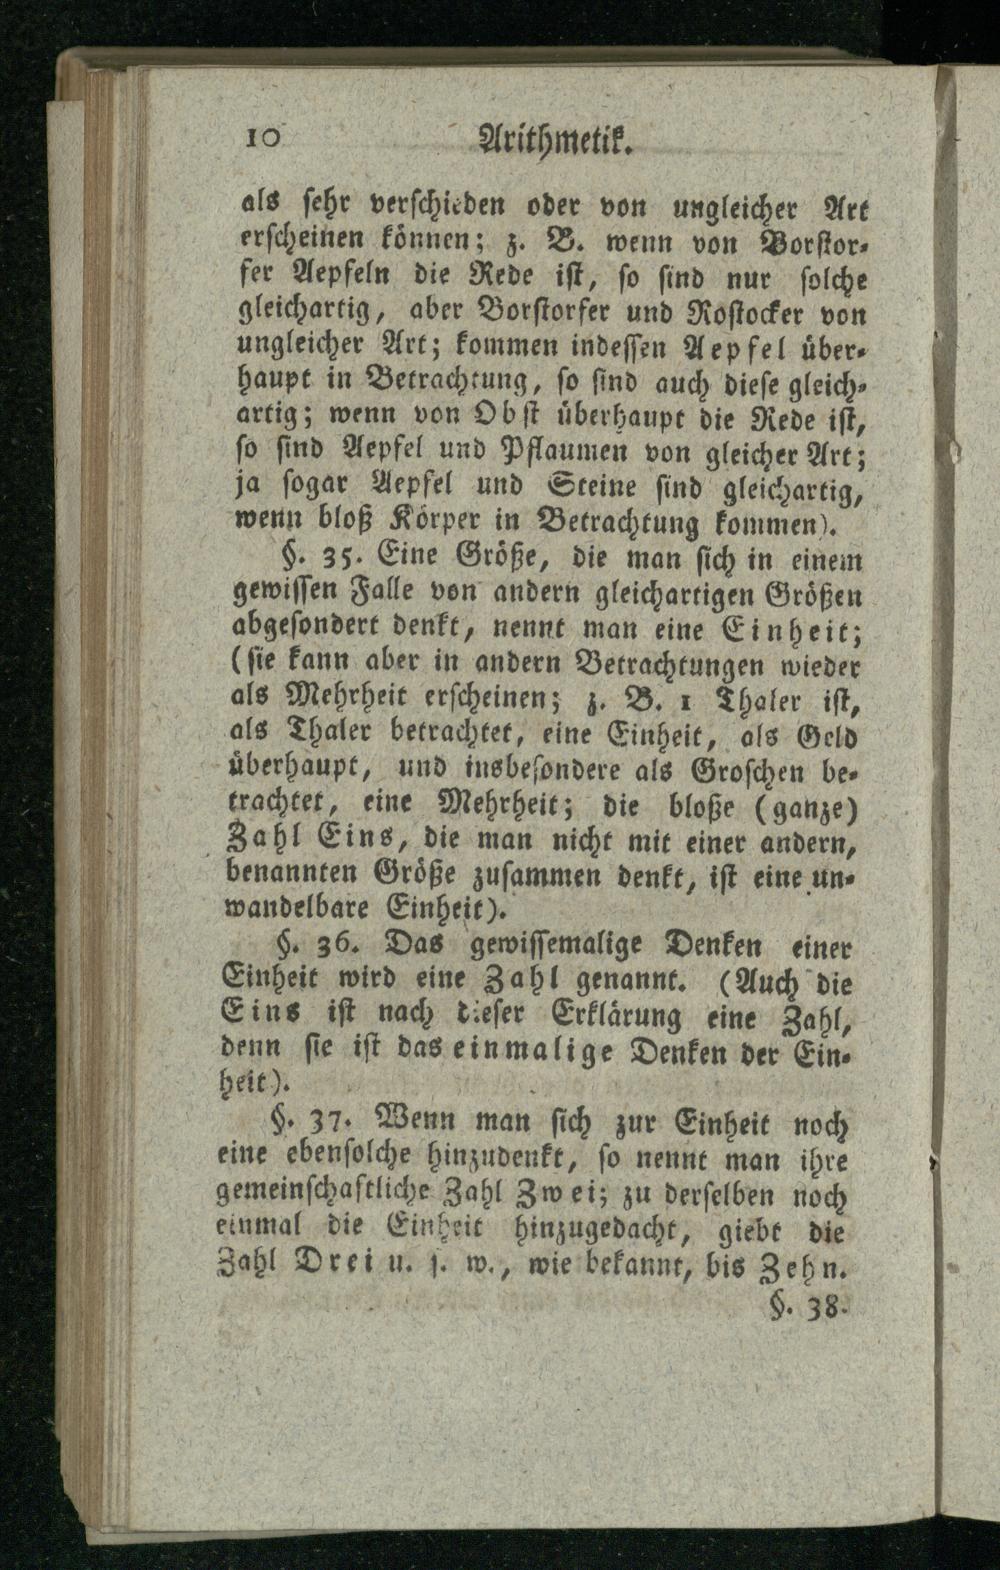 10 Arithmetik.
als sehr verschieden oder von ungleicher Art
erscheinen können; z. B. wenn von Borstor-
fer Aepfeln die Rede ist, so sind nur solche
gleichartig, aber Borstorfer und Rostocker von
ungleicher Art; kommen indessen Aepfel über-
haupt in Betrachtung, so sind auch diese gleich-
artig; wenn von Obst überhaupt die Rede ist,
so sind Aepfel und Pflaumen von gleicher Art;
ja sogar Aepfel und Steine sind gleichartig,
wenn bloß Körper in Betrachtung kommen).
§. 35. Eine Größe, die man sich in einem
gewissen Falle von andern gleichartigen Größen
abgesondert denkt, nennt man eine Einheit;
(sie kann aber in andern Betrachtungen wieder
als Mehrheit erscheinen; z. B. 1 Thaler ist,
als Thaler betrachtet, eine Einheit, als Geld
überhaupt, und insbesondere als Groschen be-
trachtet, eine Mehrheit; die bloße (ganze)
Zahl Eins, die man nicht mit einer andern,
benannten Größe zusammen denkt, ist eine un-
wandelbare Einheit).
§. 36. Das gewissemalige Denken einer
Einheit wird eine Zahl genannt. (Auch die
Eins ist nach dieser Erklärung eine Zahl,
denn sie ist das einmalige Denken der Ein-
heit).
§. 37. Wenn man sich zur Einheit noch
eine ebensolche hinzudenkt, so nennt man ihre
gemeinschaftliche Zahl Zwei; zu derselben noch
einmal die Einheit hinzugedacht, giebt die
Zahl Drei u. s. w., wie bekannt, bis Zehn.
§. 38.